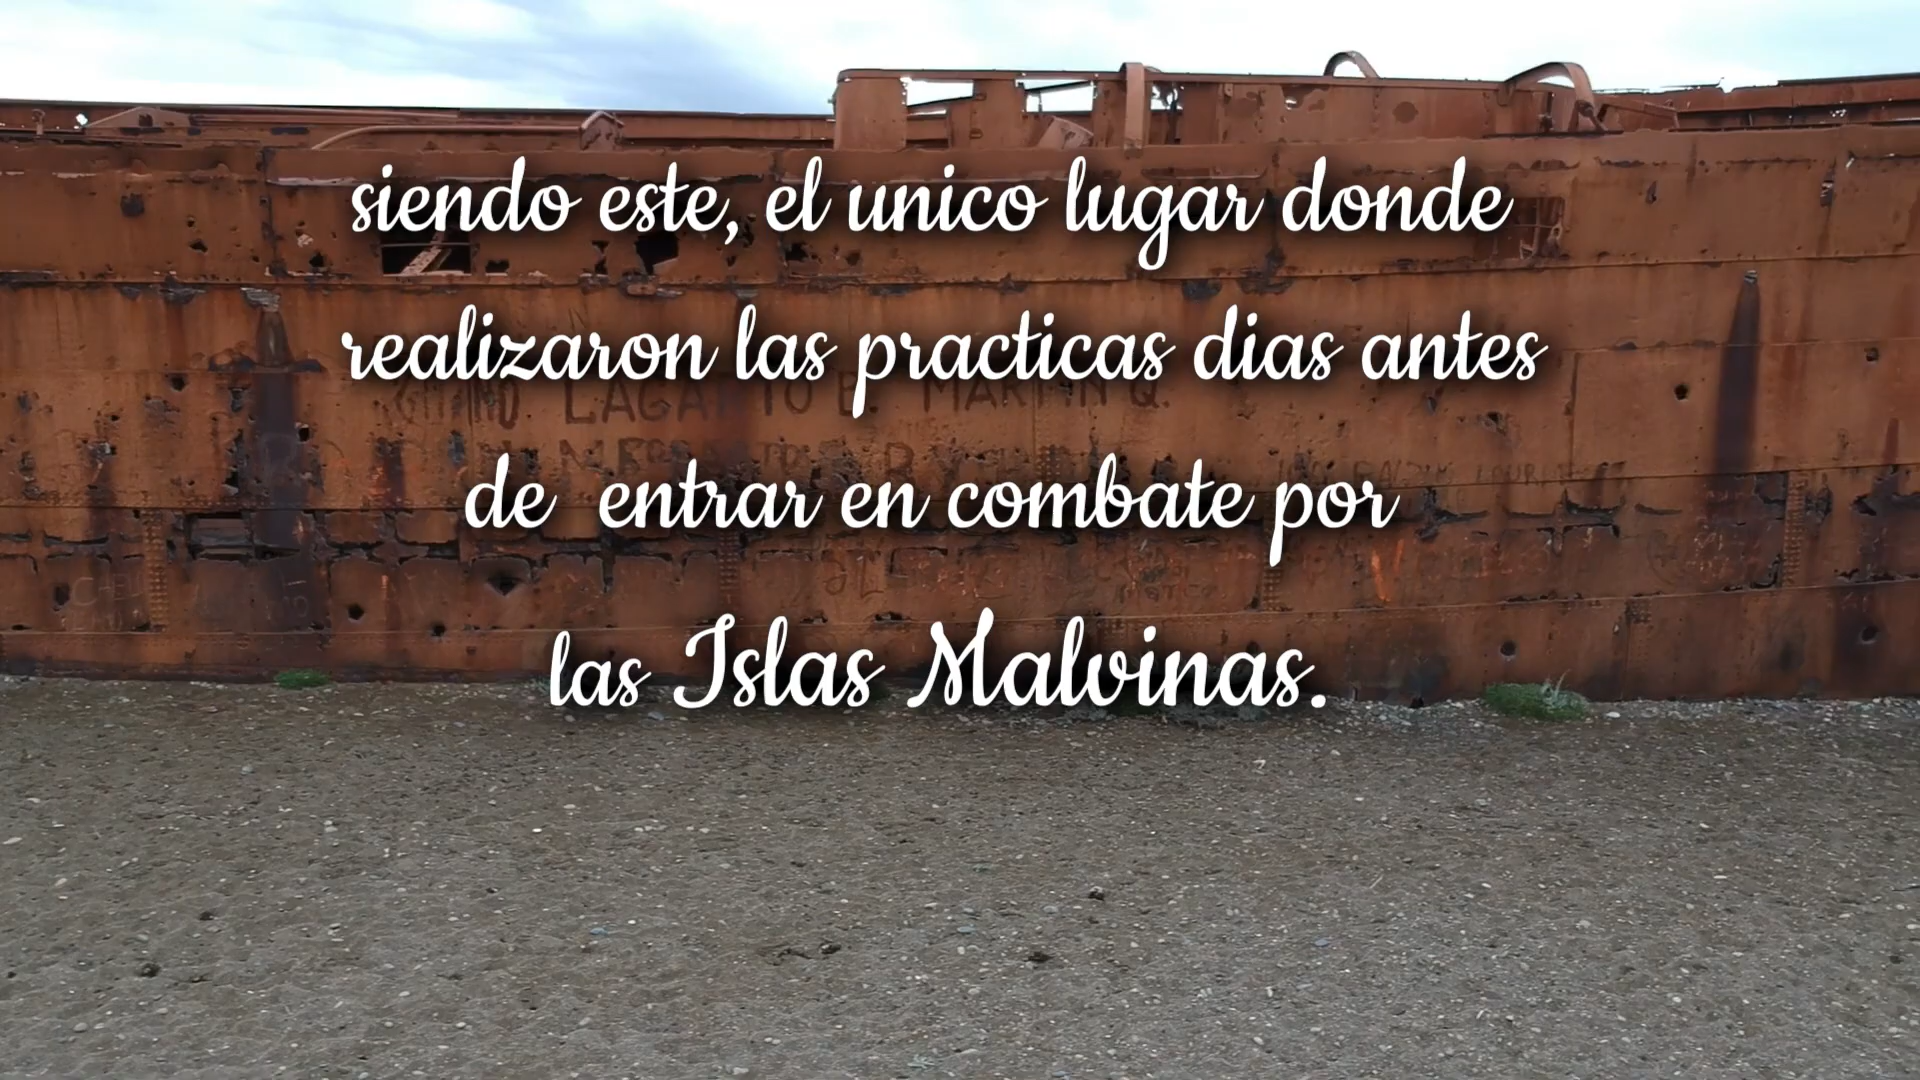 siendo este, el unico lugar donde
realizaron las practicas dias antes
de entrar en combate por
las Islas Malvinas.